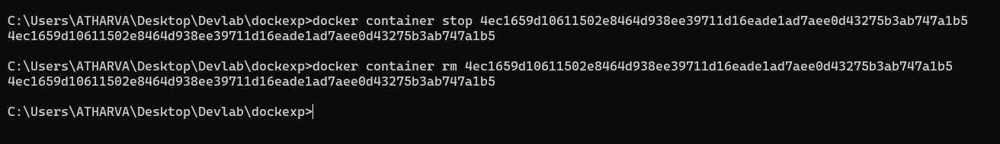 C:\Users\ATHARVA\Desktop\Devlab\dockexp>docker container stop 4ec1659d10611502e8464d938ee39711d16eade1ad7aee0d43275b3ab747a1b5
4ec1659d10611502e8464d938ee39711d16eade1ad7aee0d43275b3ab747a1b5
C:\Users\ATHARVA\Desktop\Devlab\dockexp>docker container rm 4ec1659d10611502e8464d938ee39711d16eade1ad7aee0d43275b3ab747a1b5
4ec1659d10611502e8464d938ee39711d16eade1ad7aee0d43275b3ab747a1b5
C:\Users\ATHARVA\Desktop\Devlab\dockexp>